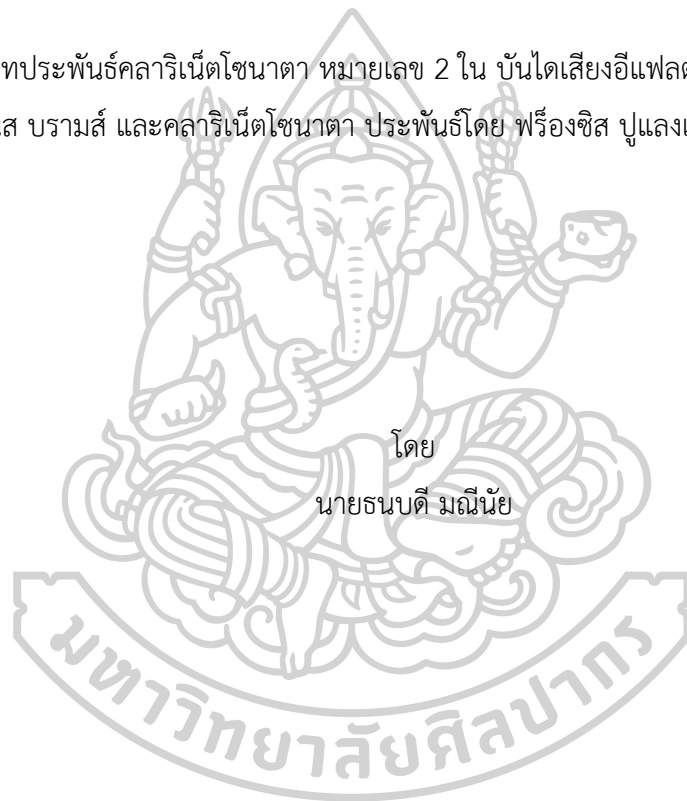 ทประพันธ์คลาริเน็ตโซนาตา หมายเลข 2 ใน บันไดเสียงอีแฟลต
ส บรามส์ และคลาริเน็ตโซนาตา ประพันธ์โดย ฟร็องซิส ปูแลง
โดย
นายธนบดี มณีนัย
มหาวิทยาลัยศิลปากร